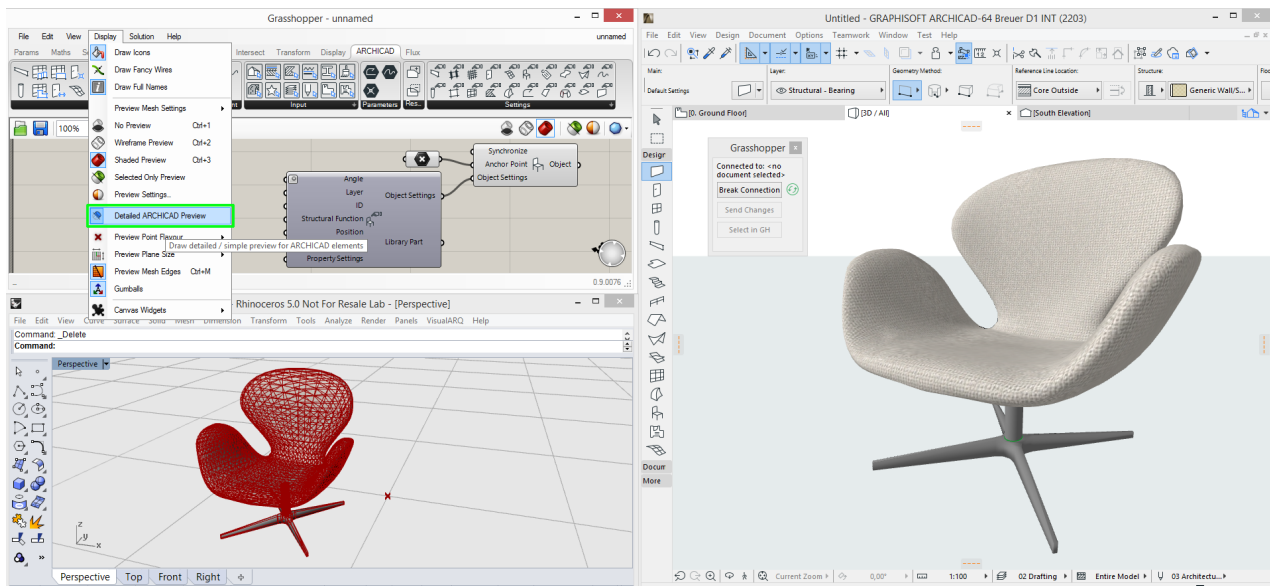 Grasshopper - unnamed
File Edit View Display Solution Help unnamed
Params Maths Intersect Transform Display ARCHICAD Flux
Draw Icons
Draw Fancy Wires
Draw Full Names
Input Parameters Res... Settings
Preview Mesh Settings
100%
No Preview Ctrl+1
Wireframe Preview Ctrl+2
Shaded Preview Ctrl+3
Selected Only Preview
Preview Settings...
Detailed ARCHICAD Preview
Preview Point Flavour
Draw detailed / simple preview for ARCHICAD elements
Preview Plane Size
Preview Mesh Edges Ctrl+M
Gumballs
Canvas Widgets
Synchronize
Anchor Point Object
Object Settings
Angle
Layer
ID
Structural Function
Position
Property Settings
Object Settings
Library Part
0.9.0076
- Rhinoceros 5.0 Not For Resale Lab - [Perspective]
File Edit View Curve Surface Solid Mesh Dimension Transform Tools Analyze Render Panels VisualARQ Help
Command: _Delete
Command:
Perspective
z
y
x
Perspective Top Front Right
Untitled - GRAPHISOFT ARCHICAD-64 Breuer D1 INT (2203)
File Edit View Design Document Options Teamwork Window Test Help
Main: Layer: Geometry Method: Reference Line Location: Structure: Floo
Default Settings Structural - Bearing Core Outside Generic Wall/S...
[0. Ground Floor] [3D / All] [South Elevation]
Design
Docum
More
Grasshopper
Connected to: <no
document selected>
Break Connection
Send Changes
Select in GH
Current Zoom 0,00° 1:100 02 Drafting Entire Model 03 Architectu...